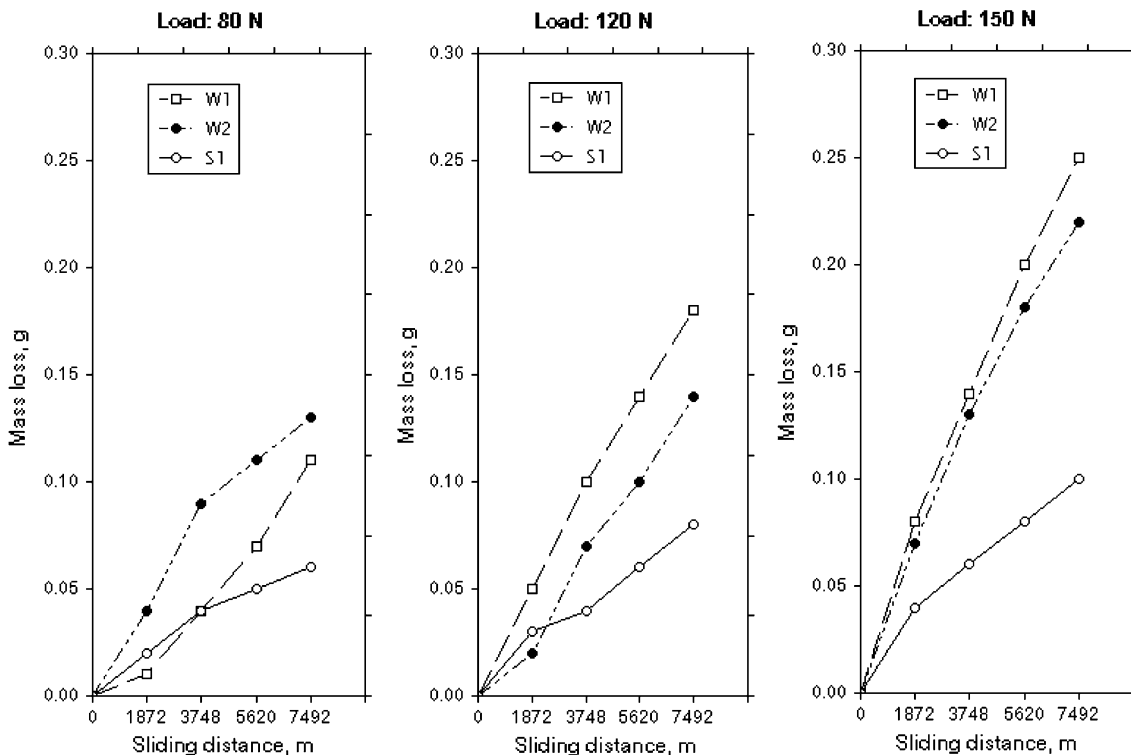 Load: 80 N
0.30
0.25
0.20
0.15
0.10
0.05
0.00
Mass loss, g
W1
W2
S1
0 1872 3748 5620 7492
Sliding distance, m
Load: 120 N
0.30
0.25
0.20
0.15
0.10
0.05
0.00
Mass loss, g
W1
W2
S1
0 1872 3748 5620 7492
Sliding distance, m
Load: 150 N
0.30
0.25
0.20
0.15
0.10
0.05
0.00
Mass loss, g
W1
W2
S1
0 1872 3748 5620 7492
Sliding distance, m